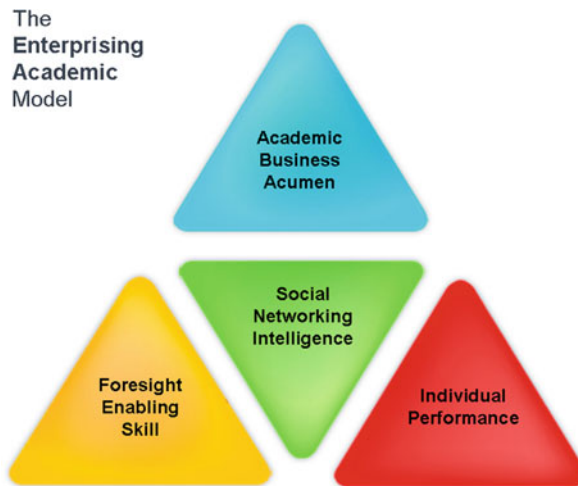 The
Enterprising
Academic
Model
Academic
Business
Acumen
Social
Networking
Intelligence
Foresight
Enabling
Skill
Individual
Performance